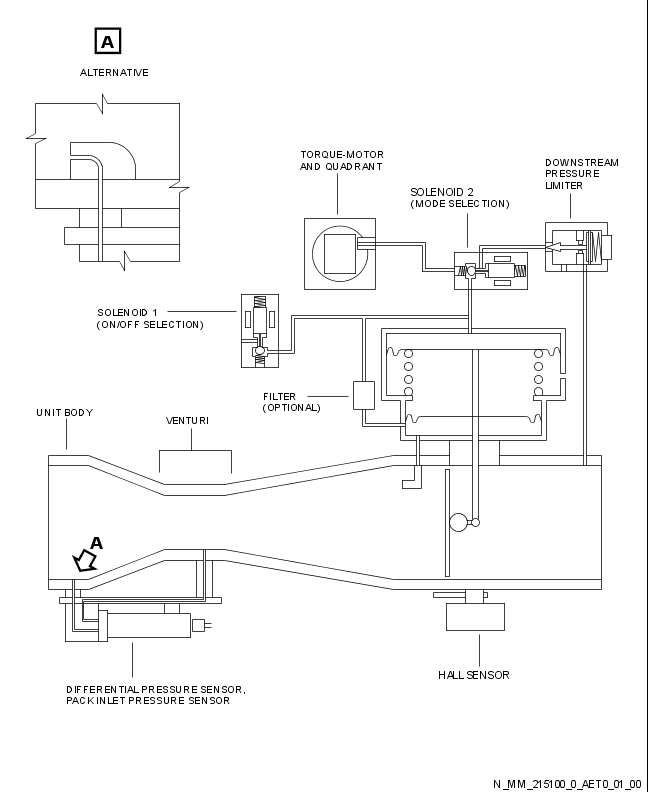 A
ALTERNATIVE
TORQUE-MOTOR
AND QUADRANT
SOLENOID 2
(MODE SELECTION)
DOWNSTREAM
PRESSURE
LIMITER
SOLENOID 1
(ON/OFF SELECTION)
FILTER
(OPTIONAL)
UNIT BODY
VENTURI
A
HALL SENSOR
DIFFERENTIAL PRESSURE SENSOR,
PACK INLET PRESSURE SENSOR
N_MM_215100_0_AET0_01_00